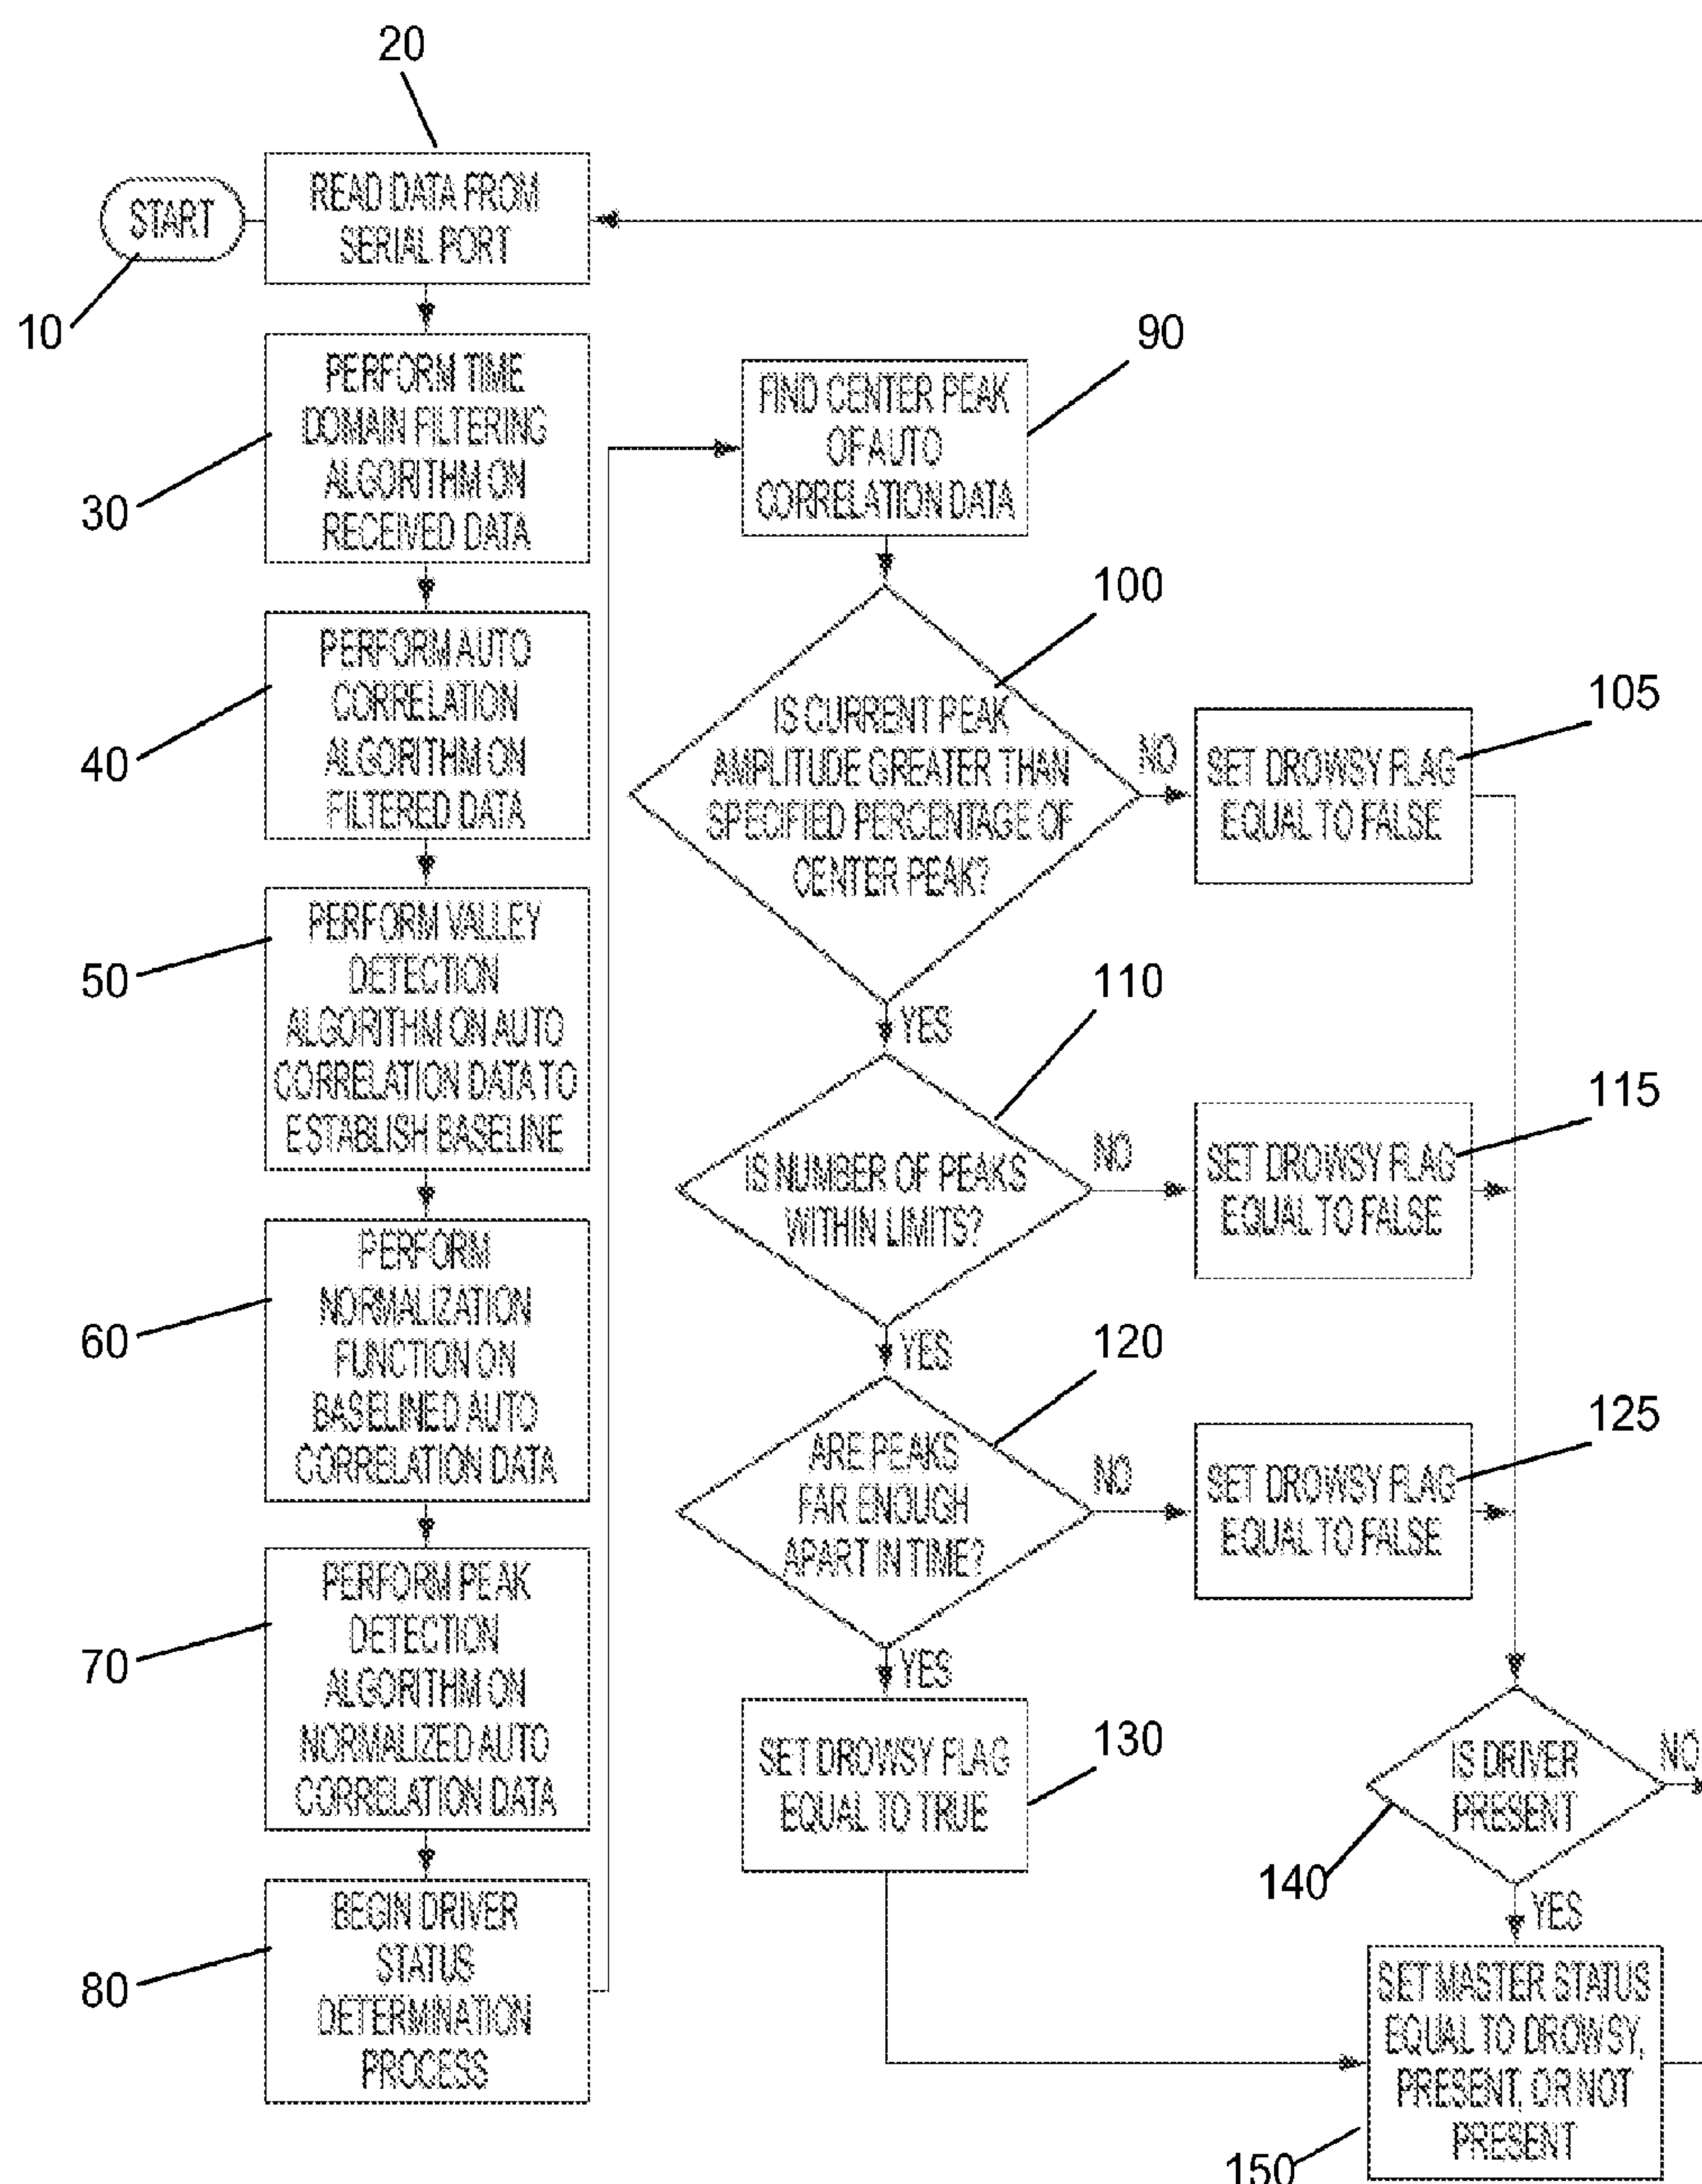 20
START
10
READ DATA FROM
SERIAL PORT
30
PERFORM TIME
DOMAIN FILTERING
ALGORITHM ON
RECEIVED DATA
40
PERFORM AUTO
CORRELATION
ALGORITHM ON
FILTERED DATA
50
PERFORM VALLEY
DETECTION
ALGORITHM ON AUTO
CORRELATION DATA TO
ESTABLISH BASELINE
60
PERFORM
NORMALIZATION
FUNCTION ON
BASELINED AUTO
CORRELATION DATA
70
PERFORM PEAK
DETECTION
ALGORITHM ON
NORMALIZED AUTO
CORRELATION DATA
80
BEGIN DRIVER
STATUS
DETERMINATION
PROCESS
90
FIND CENTER PEAK
OF AUTO
CORRELATION DATA
100
IS CURRENT PEAK
AMPLITUDE GREATER THAN
SPECIFIED PERCENTAGE OF
CENTER PEAK?
NO
105
SET DROWSY FLAG
EQUAL TO FALSE
YES
110
IS NUMBER OF PEAKS
WITHIN LIMITS?
NO
115
SET DROWSY FLAG
EQUAL TO FALSE
YES
120
ARE PEAKS
FAR ENOUGH
APART IN TIME?
NO
125
SET DROWSY FLAG
EQUAL TO FALSE
YES
130
SET DROWSY FLAG
EQUAL TO TRUE
IS DRIVER
PRESENT
NO
140
YES
SET MASTER STATUS
EQUAL TO DROWSY,
PRESENT, OR NOT
PRESENT
150